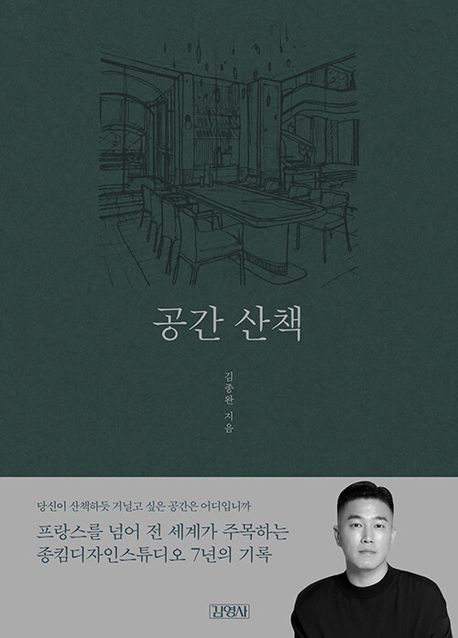 공간 산책
김종완 지음
당신이 산책하듯 거닐고 싶은 공간은 어디입니까
프랑스를 넘어 전 세계가 주목하는
종킴디자인스튜디오 7년의 기록
김영사